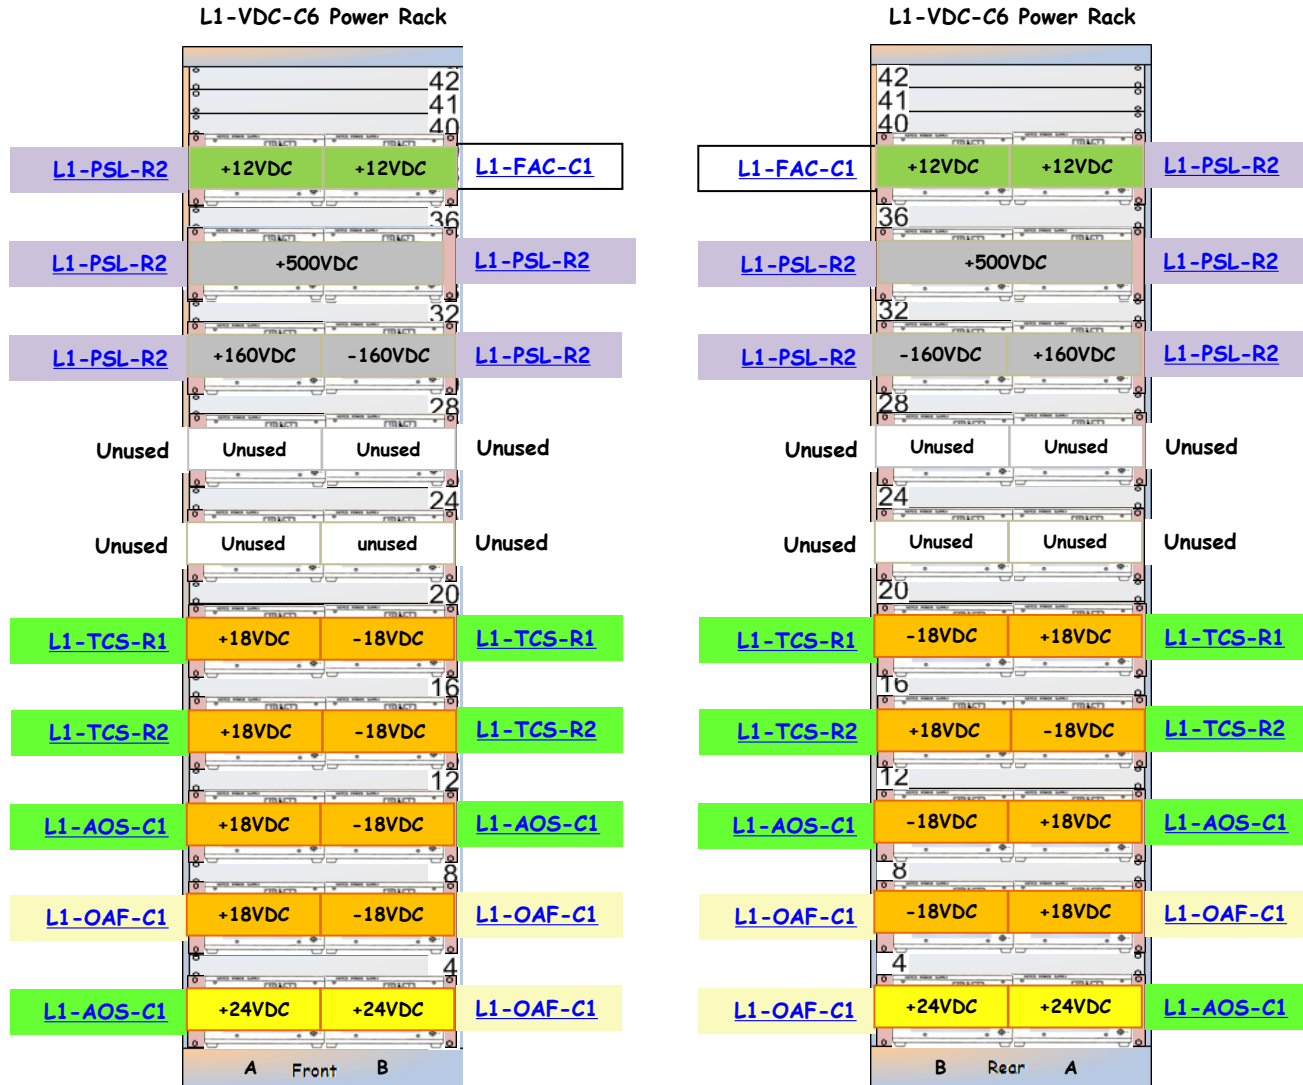 L1-VDC-C6 Power Rack
42
41
40
L1-PSL-R2 +12VDC +12VDC L1-FAC-C1
36
L1-PSL-R2 +500VDC L1-PSL-R2
32
L1-PSL-R2 +160VDC -160VDC L1-PSL-R2
28
Unused Unused Unused Unused
24
Unused Unused unused Unused
20
L1-TCS-R1 +18VDC -18VDC L1-TCS-R1
16
L1-TCS-R2 +18VDC -18VDC L1-TCS-R2
12
L1-AOS-C1 +18VDC -18VDC L1-AOS-C1
8
L1-OAF-C1 +18VDC -18VDC L1-OAF-C1
4
L1-AOS-C1 +24VDC +24VDC L1-OAF-C1
A Front B
L1-VDC-C6 Power Rack
42
41
40
L1-FAC-C1 +12VDC +12VDC L1-PSL-R2
36
L1-PSL-R2 +500VDC L1-PSL-R2
32
L1-PSL-R2 -160VDC +160VDC L1-PSL-R2
28
Unused Unused Unused Unused
24
Unused Unused Unused Unused
20
L1-TCS-R1 -18VDC +18VDC L1-TCS-R1
16
L1-TCS-R2 +18VDC -18VDC L1-TCS-R2
12
L1-AOS-C1 -18VDC +18VDC L1-AOS-C1
8
L1-OAF-C1 -18VDC +18VDC L1-OAF-C1
4
L1-OAF-C1 +24VDC +24VDC L1-AOS-C1
B Rear A